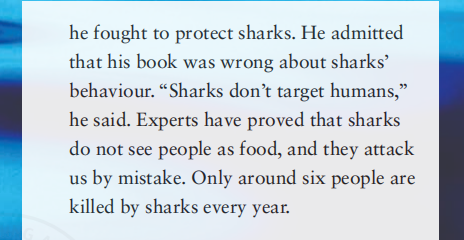 he fought to protect sharks. He admitted
that his book was wrong about sharks’
behaviour. “Sharks don’t target humans,”
he said. Experts have proved that sharks
do not see people as food, and they attack
us by mistake. Only around six people are
killed by sharks every year.